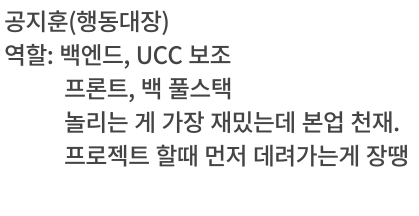 공지훈(행동대장)
역할: 백엔드, UCC 보조
프론트, 백 풀스택
놀리는 게 가장 재밌는데 본업 천재.
프로젝트 할때 먼저 데려가는게 장땡